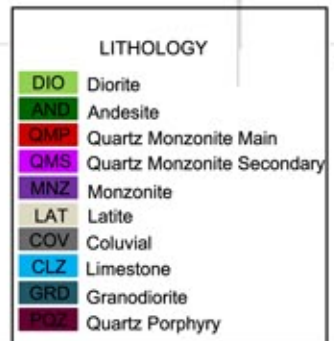 LITHOLOGY
DIO Diorite
AND Andesite
QMP Quartz Monzonite Main
QMS Quartz Monzonite Secondary
MNZ Monzonite
LAT Latite
COV Coluvial
CLZ Limestone
GRD Granodiorite
PQZ Quartz Porphyry